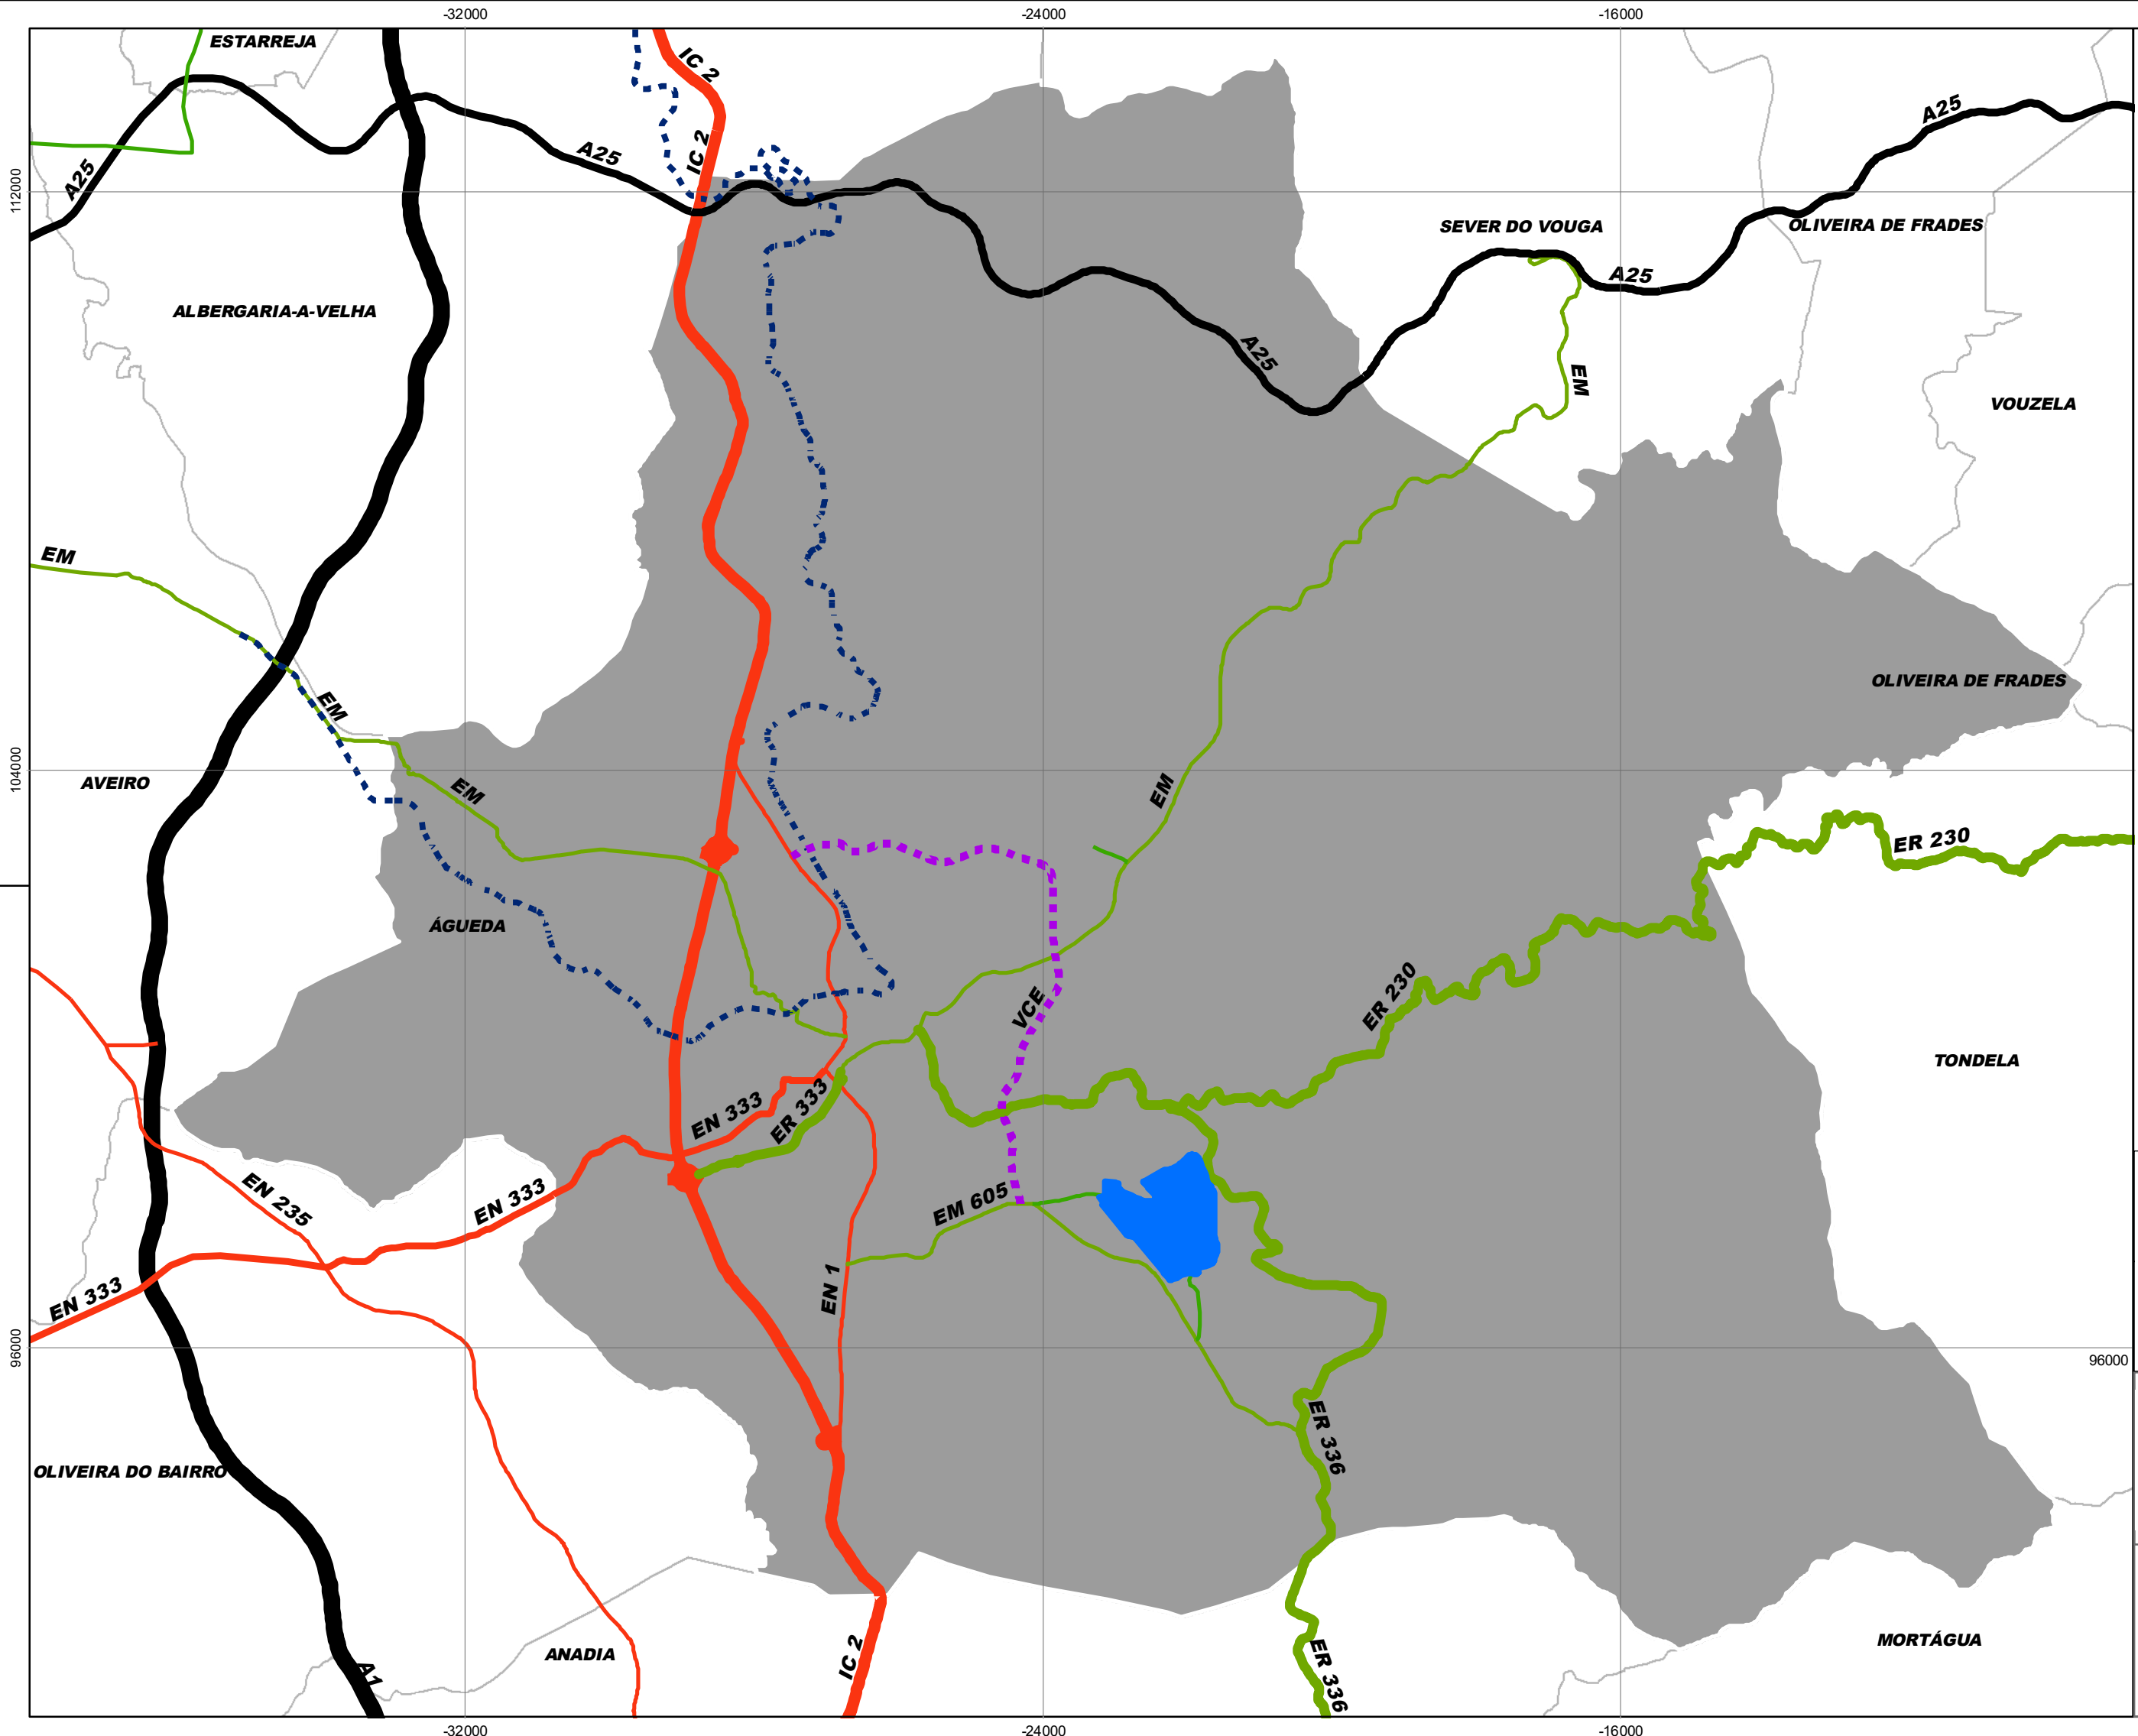 -32000
-24000
-16000
ESTARREJA
IC 2
A25
A25
IC 2
A25
112000
SEVER DO VOUGA
OLIVEIRA DE FRADES
A25
ALBERGARIA-A-VELHA
A25
EM
VOUZELA
EM
OLIVEIRA DE FRADES
EM
104000
AVEIRO
EM
EM
ER 230
ÁGUEDA
ER 230
VCE
TONDELA
EN 333
ER 333
EN 235
EN 333
EM 605
EN 333
EN 1
96000
96000
ER 336
OLIVEIRA DO BAIRRO
ANADIA
IC 2
MORTÁGUA
A1
ER 336
-32000
-24000
-16000